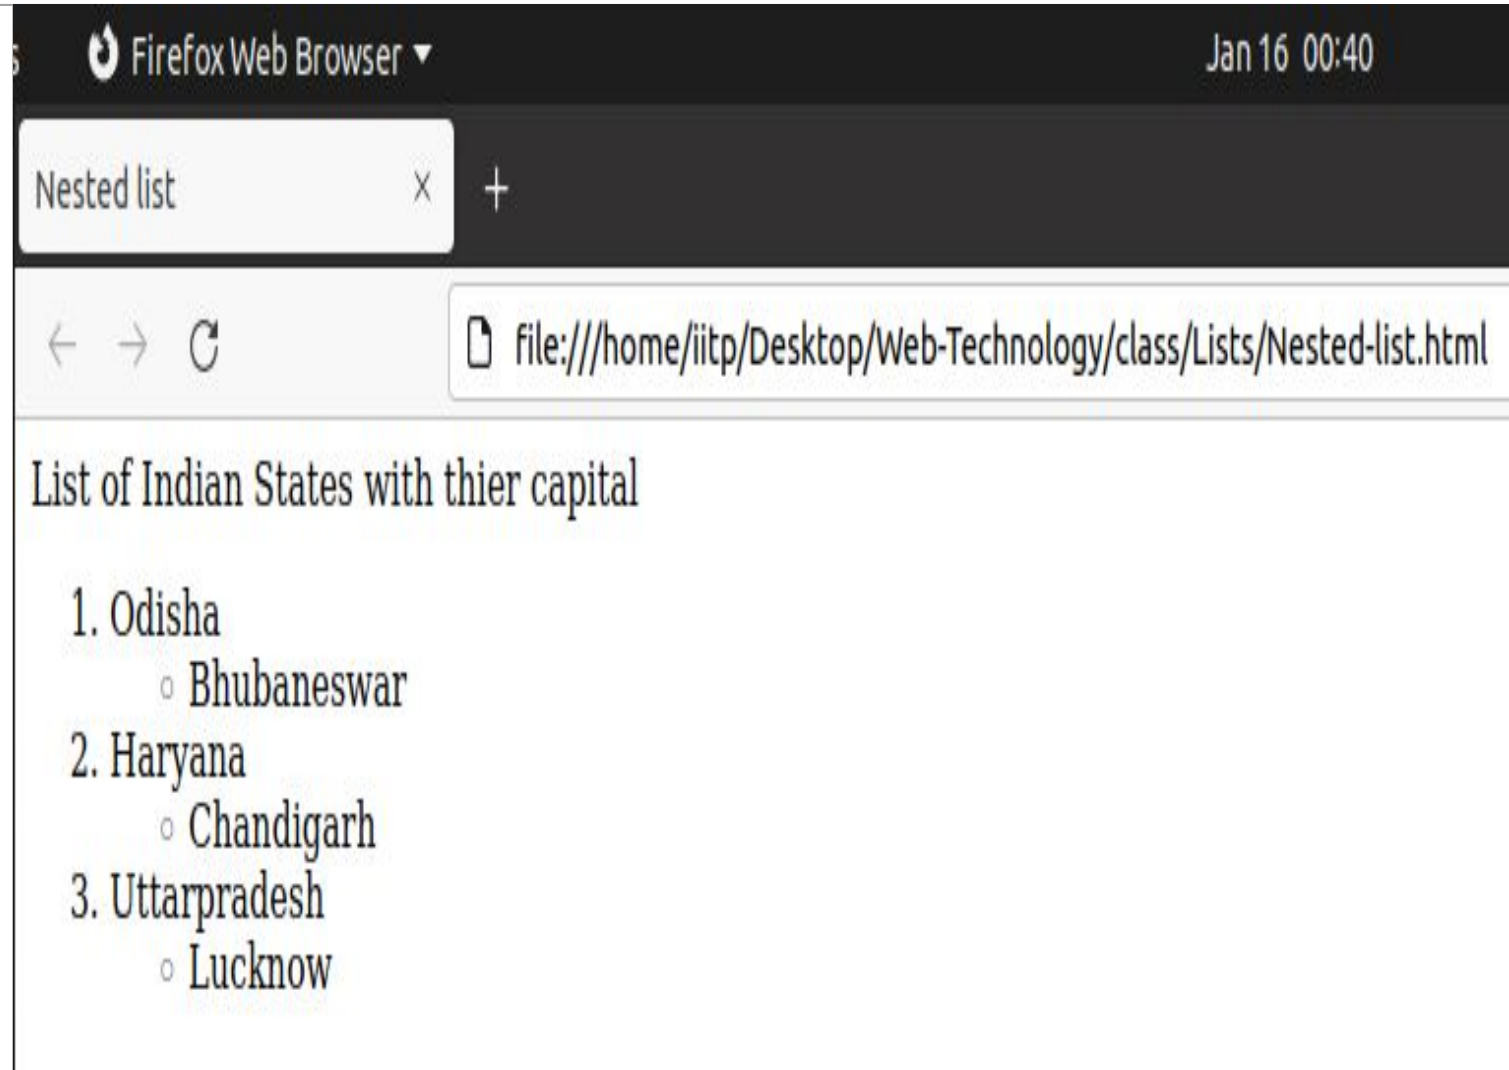 Firefox Web Browser
Jan 16 00:40
Nested list
file:///home/iitp/Desktop/Web-Technology/class/Lists/Nested-list.html
List of Indian States with thier capital
1. Odisha
Bhubaneswar
2. Haryana
Chandigarh
3. Uttarpradesh
Lucknow